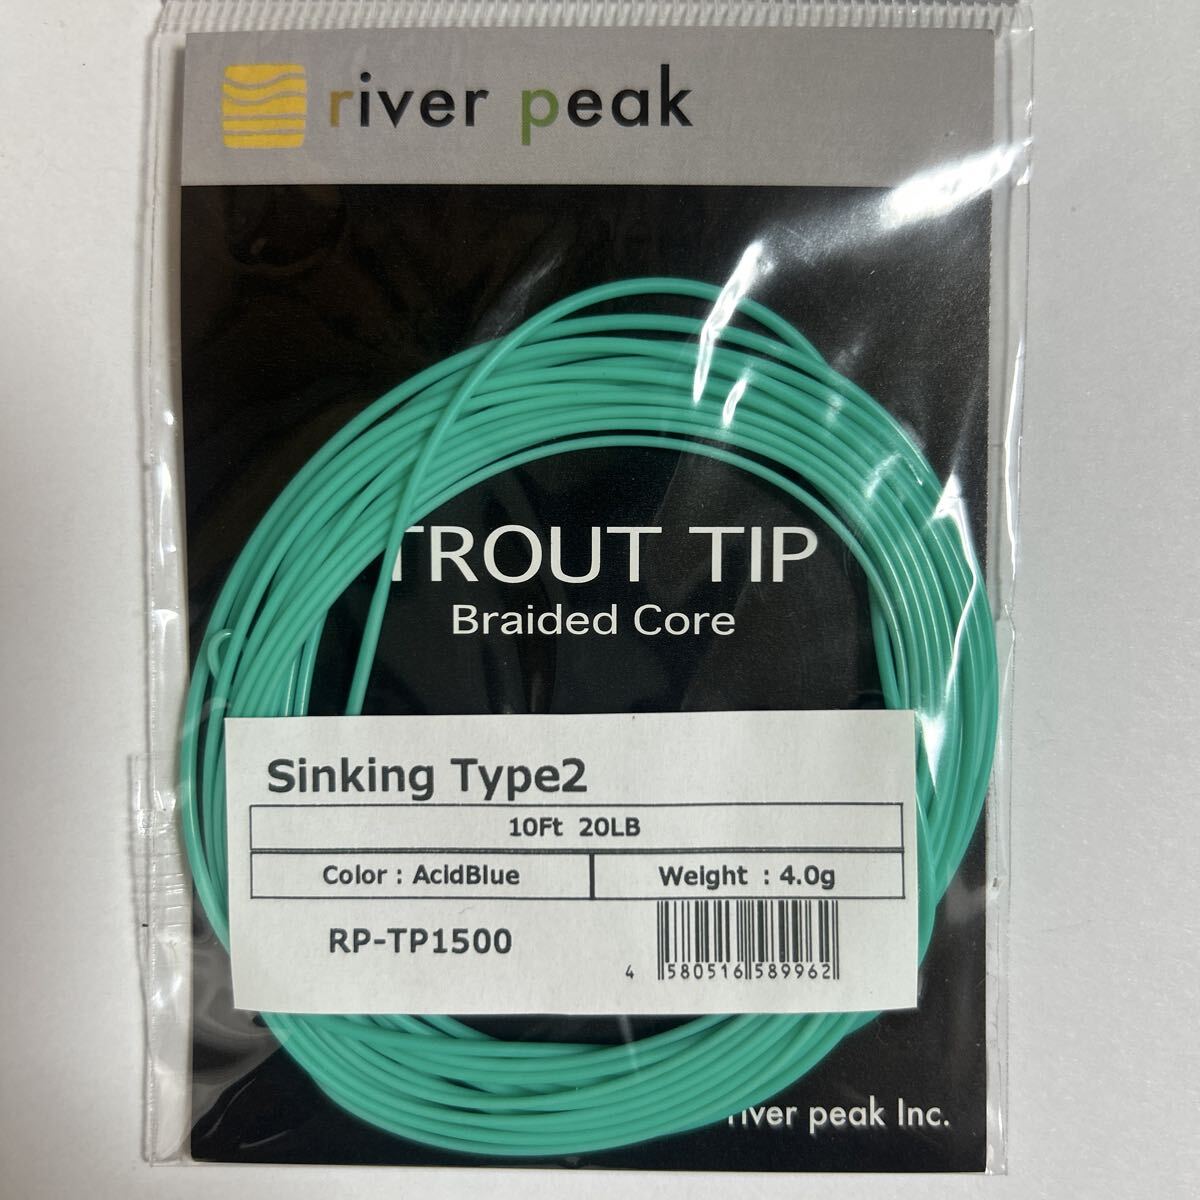 river peak
TROUT TIP
Braided Core
Sinking Type2
10Ft 20LB
Color : AcidBlue
Weight : 4.0g
RP-TP1500
4 580516 589962
river peak Inc.